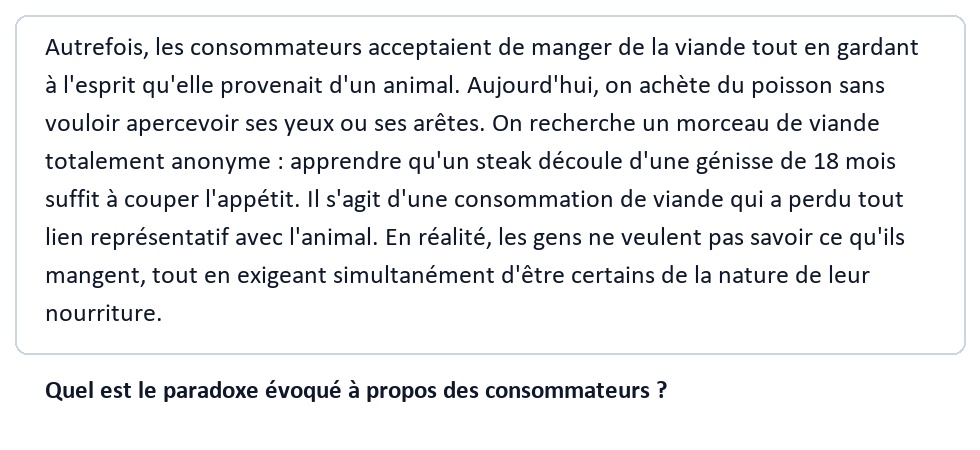 Autrefois, les consommateurs acceptaient de manger de la viande tout en gardant
à l'esprit qu'elle provenait d'un animal. Aujourd'hui, on achète du poisson sans
vouloir apercevoir ses yeux ou ses arêtes. On recherche un morceau de viande
totalement anonyme : apprendre qu'un steak découle d'une génisse de 18 mois
suffit à couper l'appétit. Il s'agit d'une consommation de viande qui a perdu tout
lien représentatif avec l'animal. En réalité, les gens ne veulent pas savoir ce qu'ils
mangent, tout en exigeant simultanément d'être certains de la nature de leur
nourriture.
Quel est le paradoxe évoqué à propos des consommateurs ?